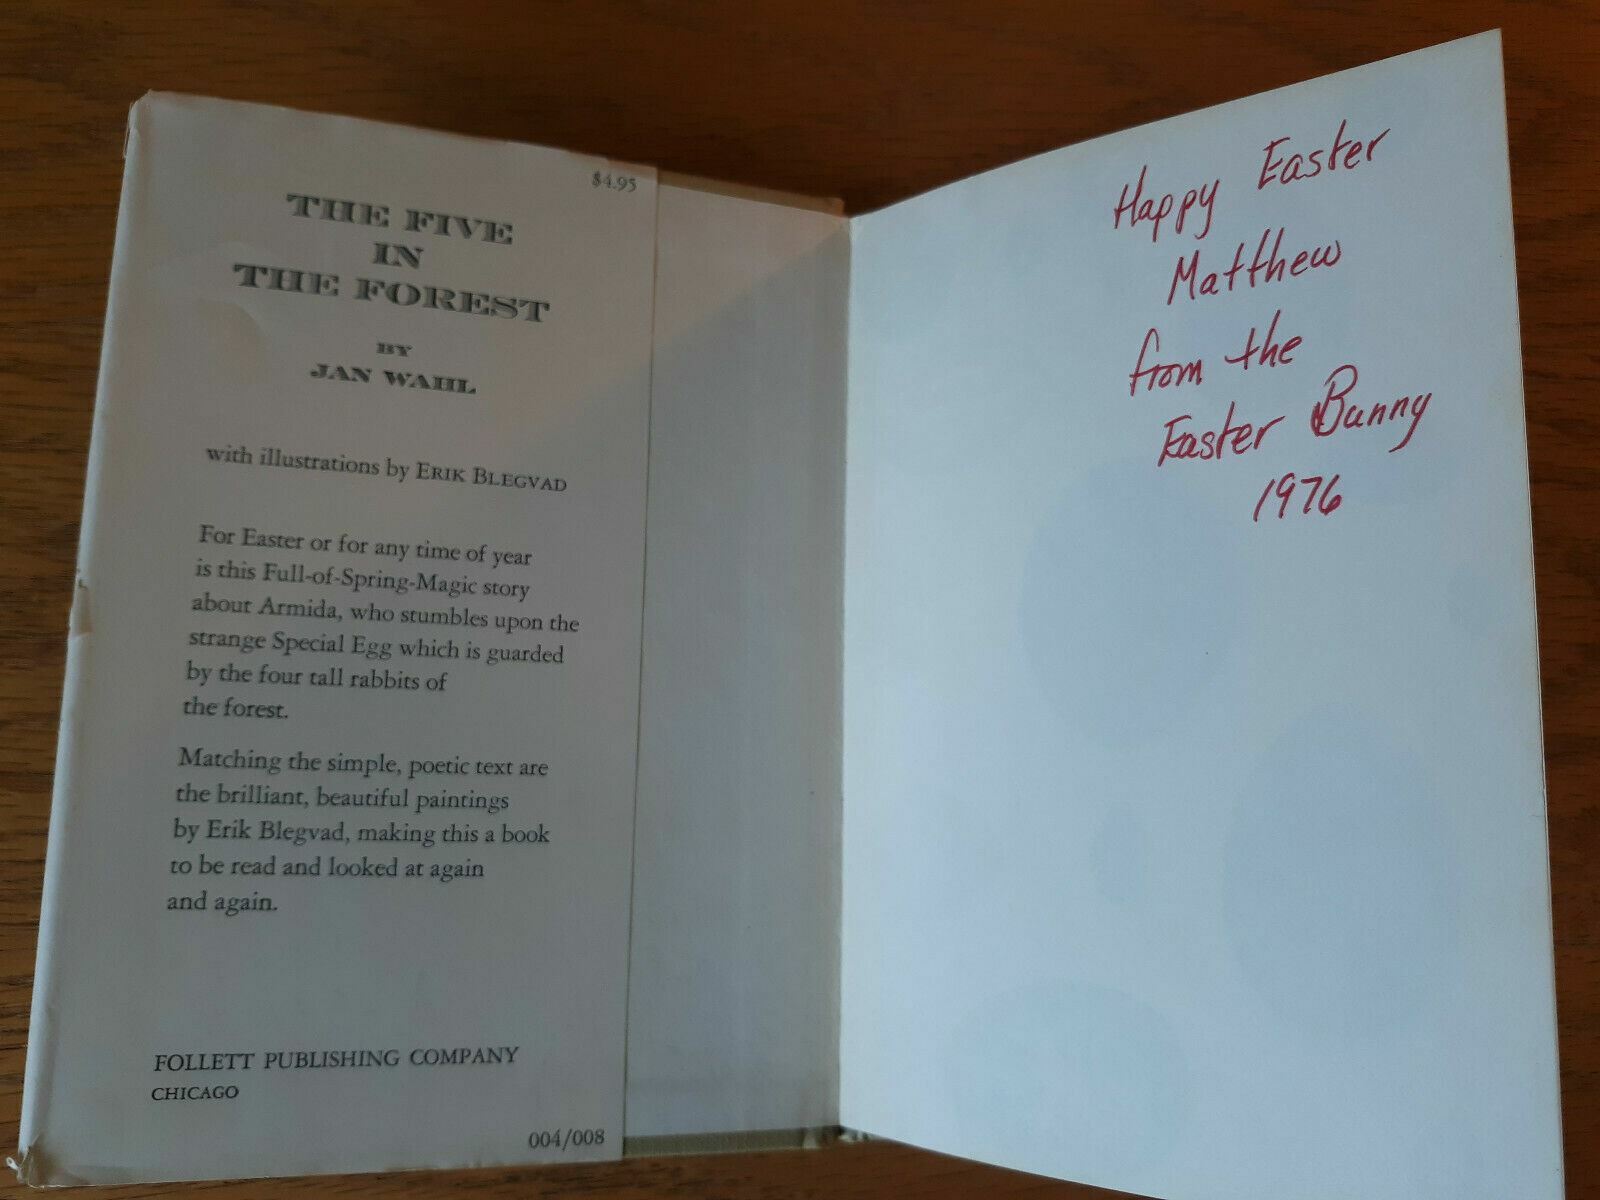 $4.95
THE FIVE
IN
THE FOREST
BY
JAN WAHL
with illustrations by ERIK BLEGVAD
For Easter or for any time of year
is this Full-of-Spring-Magic story
about Armida, who stumbles upon the
strange Special Egg which is guarded
by the four tall rabbits of
the forest.
Matching the simple, poetic text are
the brilliant, beautiful paintings
by Erik Blegvad, making this a book
to be read and looked at again
and again.
FOLLETT PUBLISHING COMPANY
CHICAGO
004/008
Happy Easter
Matthew
from the
Easter Bunny
1976